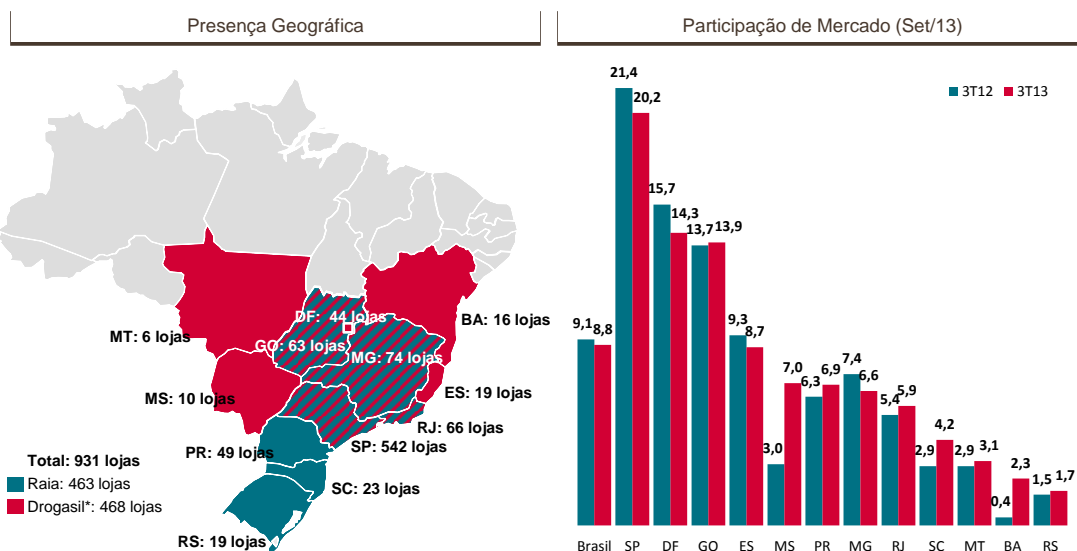 Presença Geográfica
DF: 44 lojas
BA: 16 lojas
MT: 6 lojas
GO: 63 lojas
MG: 74 lojas
ES: 19 lojas
MS: 10 lojas
RJ: 66 lojas
PR: 49 lojas
SP: 542 lojas
Total: 931 lojas
Raia: 463 lojas
SC: 23 lojas
Drogasil*: 468 lojas
RS: 19 lojas
Participação de Mercado (Set/13)
3T12 3T13
9,1 8,8
21,4 20,2
15,7 14,3
13,7 13,9
9,3 8,7
3,0 7,0
6,3 6,9
7,4 6,6
5,4 5,9
2,9 4,2
2,9 3,1
0,4 2,3
1,5 1,7
Brasil SP DF GO ES MS PR MG RJ SC MT BA RS